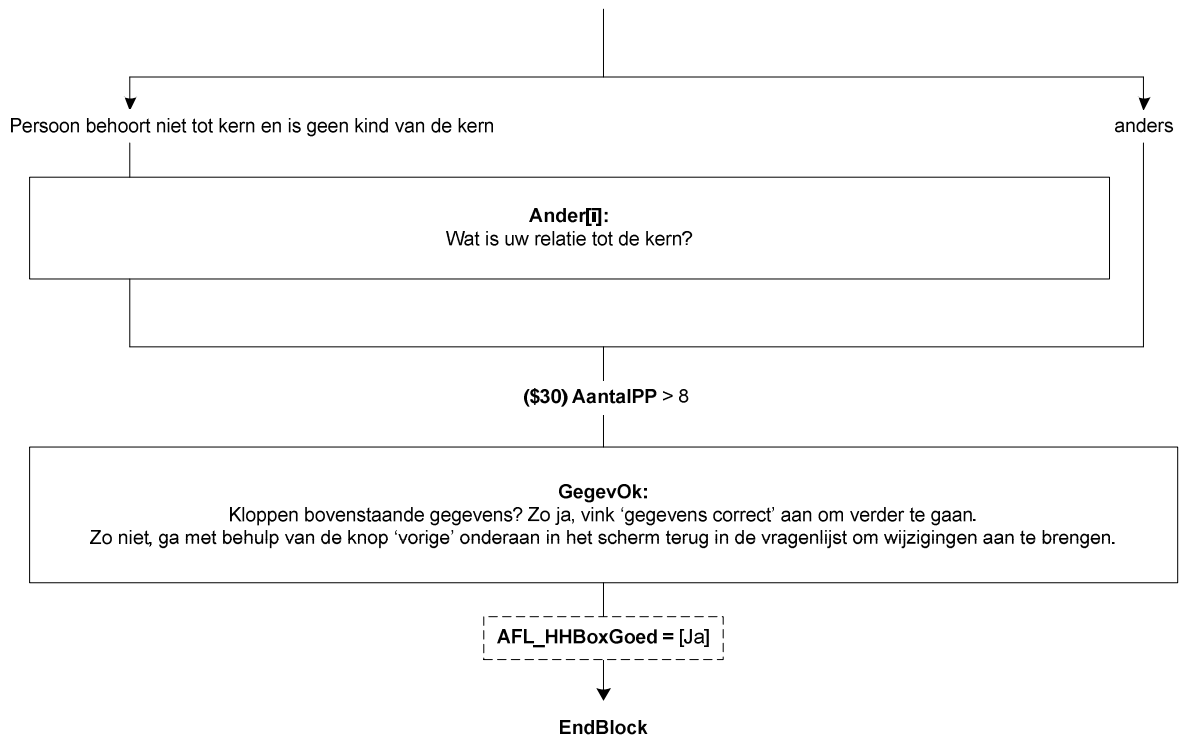 Persoon behoort niet tot kern en is geen kind van de kern
anders
Ander[i]:
Wat is uw relatie tot de kern?
($30) AantalPP > 8
GegevOk:
Kloppen bovenstaande gegevens? Zo ja, vink ‘gegevens correct’ aan om verder te gaan.
Zo niet, ga met behulp van de knop ‘vorige’ onderaan in het scherm terug in de vragenlijst om wijzigingen aan te brengen.
AFL_HHBoxGoed = [Ja]
EndBlock